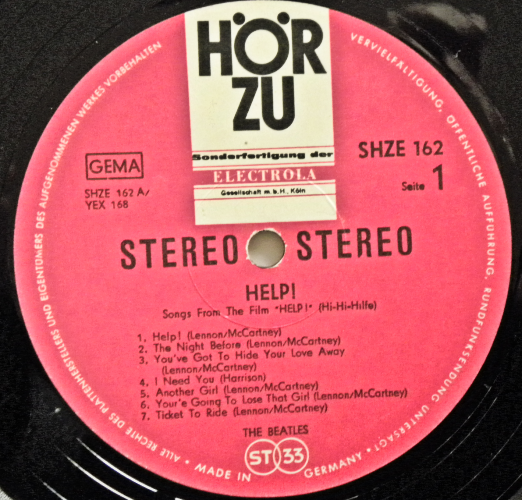 HÖR
ZU
Sonderfertigung der
ELECTROLA
Gesellschaft m.b.H., Köln
GEMA
SHZE 162 A/
YEX 168
SHZE 162
Seite 1
STEREO STEREO
HELP!
Songs From The Film "HELP!" (Hi-Hi-Hilfe)
1. Help! (Lennon/McCartney)
2. The Night Before (Lennon/McCartney)
3. You've Got To Hide Your Love Away
(Lennon/McCartney)
4. I Need You (Harrison)
5. Another Girl (Lennon/McCartney)
6. You'e Going To Lose That Girl (Lennon/McCartney)
7. Ticket To Ride (Lennon/McCartney)
THE BEATLES
ST 33
• ALLE RECHTE DES PLATTENHERSTELLERS UND EIGENTÜMERS DES AUFGENOMMENEN WERKES VORBEHALTEN
VERVIELFÄLTIGUNG, ÖFFENTLICHE AUFFÜHRUNG, RUNDFUNKSENDUNG UNTERSAGT •
MADE IN GERMANY •